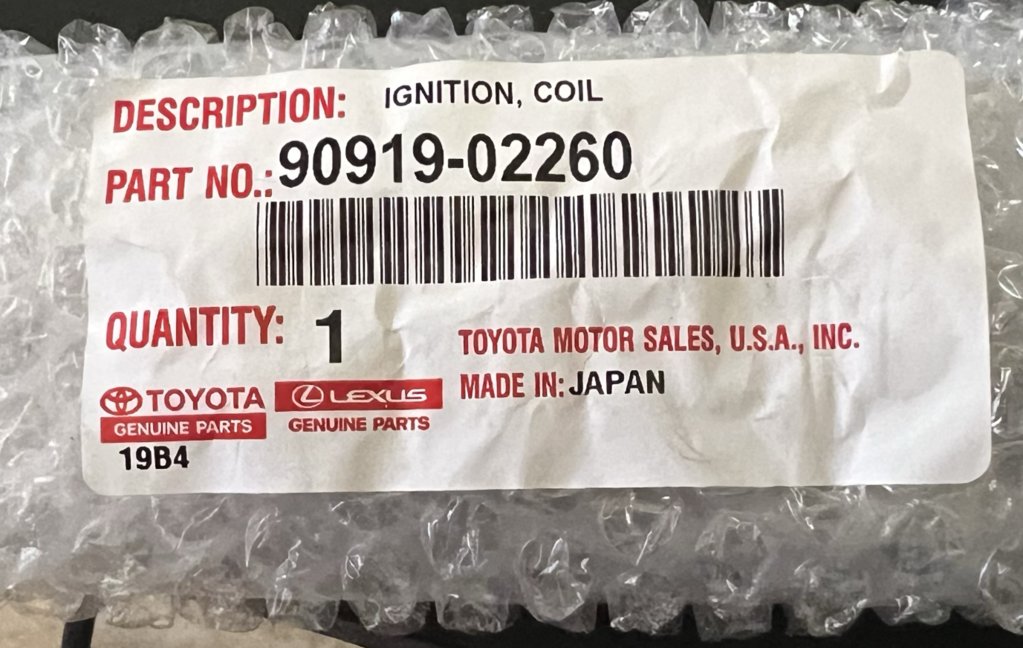 DESCRIPTION: IGNITION, COIL
PART NO.: 90919-02260
QUANTITY: 1
TOYOTA MOTOR SALES, U.S.A., INC.
MADE IN: JAPAN
TOYOTA
GENUINE PARTS
LEXUS
GENUINE PARTS
19B4